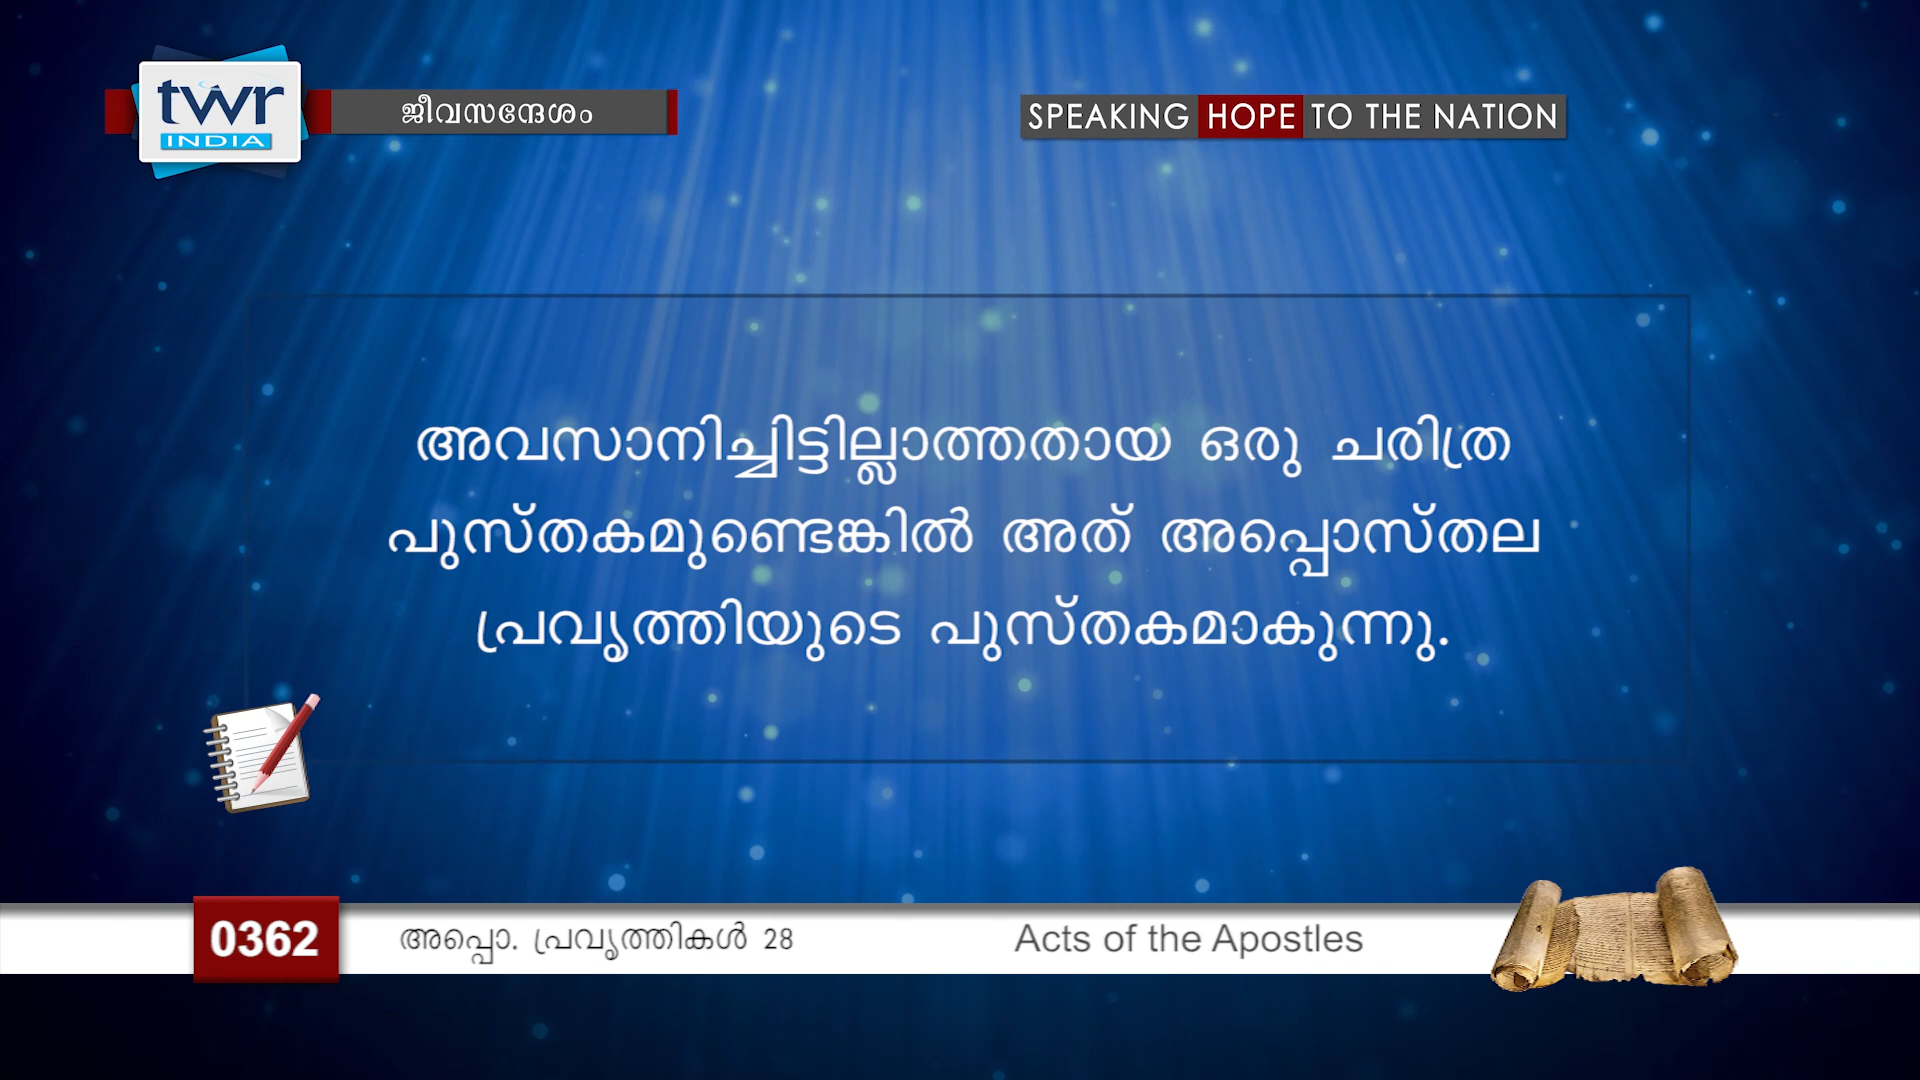 twr
INDIA
ജീവസന്ദേശം
SPEAKING HOPE TO THE NATION
അവസാനിച്ചിട്ടില്ലാത്തതായ ഒരു ചരിത്ര
പുസ്തകമുണ്ടെങ്കിൽ അത് അപ്പൊസ്തല
പ്രവൃത്തിയുടെ പുസ്തകമാകുന്നു.
0362
അപ്പൊ. പ്രവൃത്തികൾ 28
Acts of the Apostles